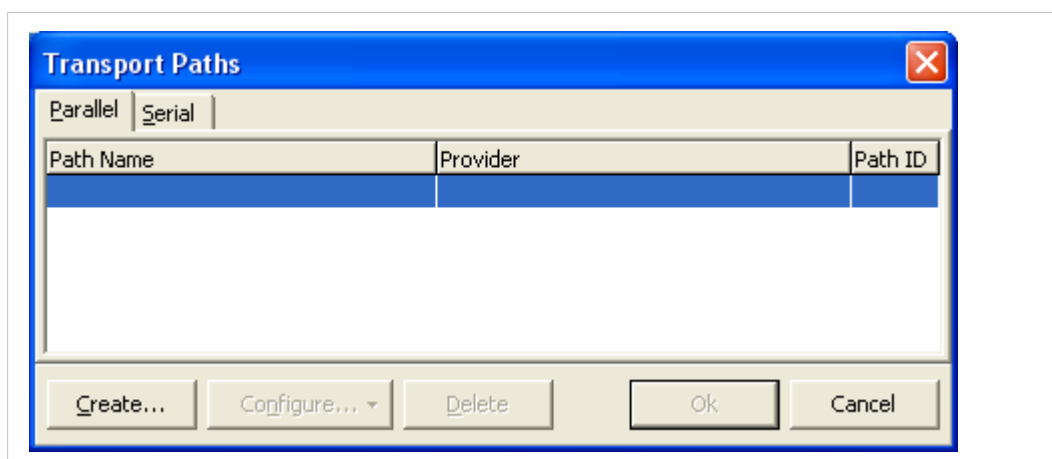 Transport Paths
Parallel Serial
Path Name Provider Path ID
Create... Configure... Delete Ok Cancel